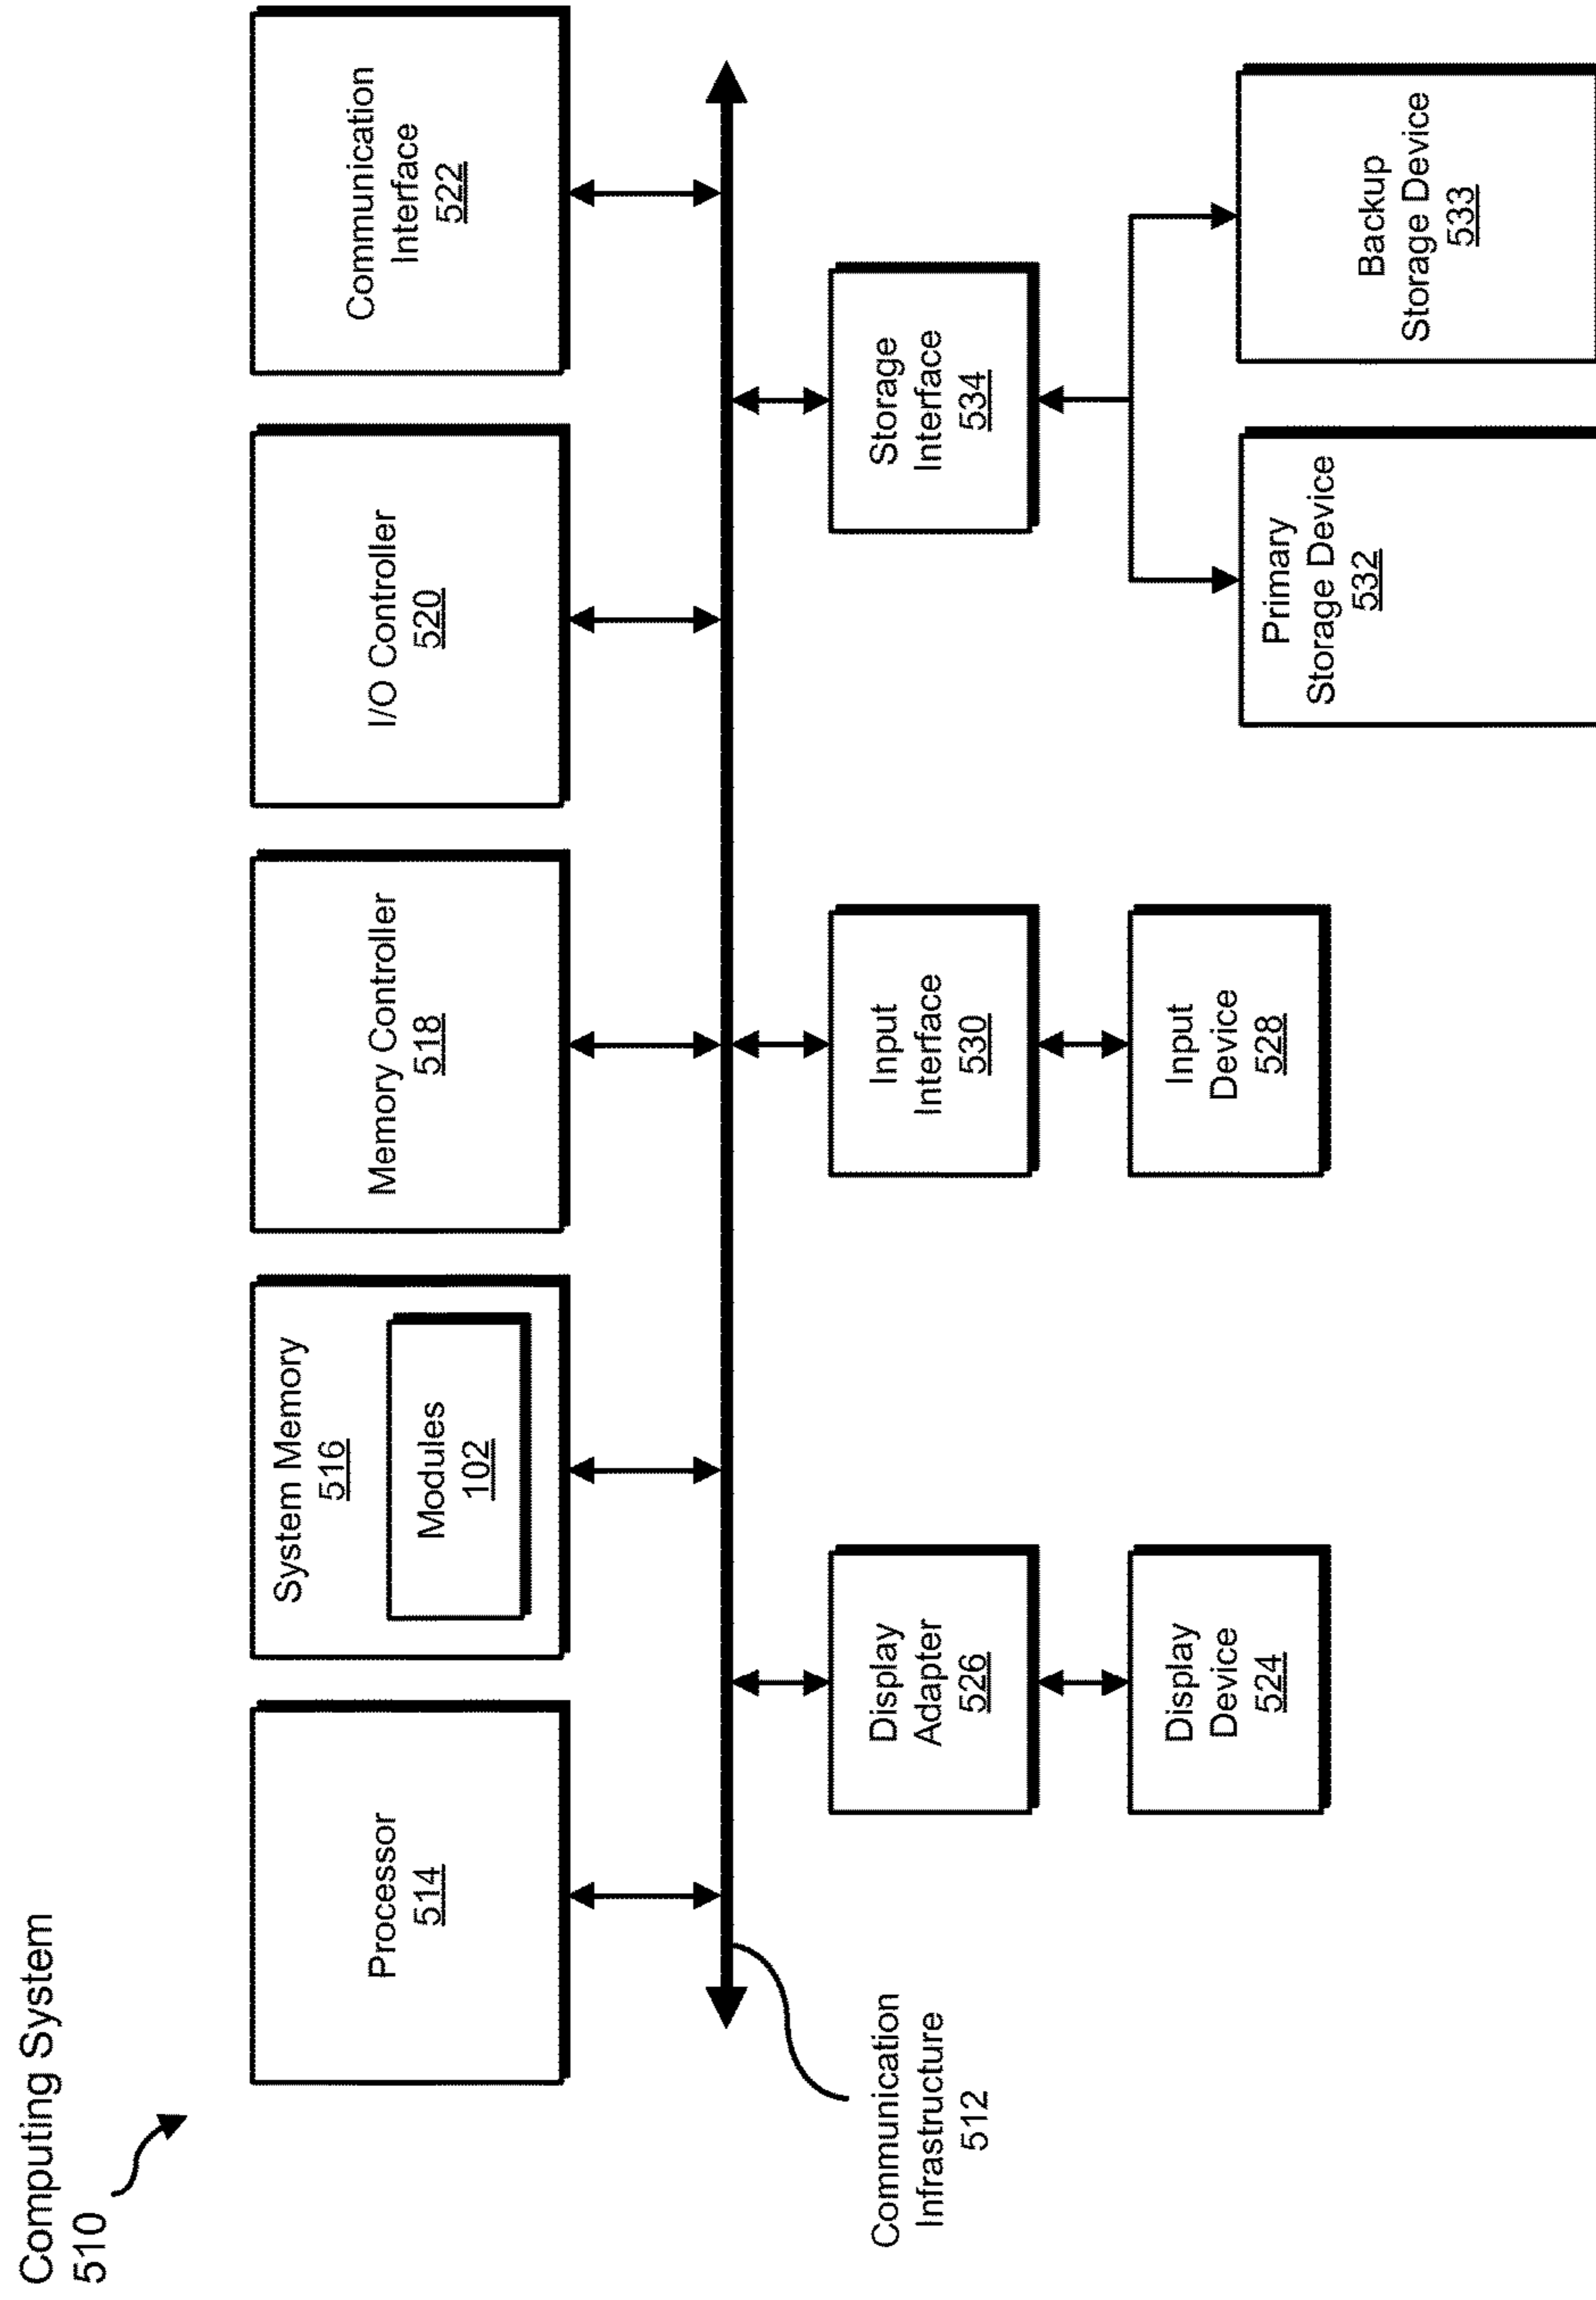 Computing System
510
Processor
514
System Memory
516
Modules
102
Memory Controller
518
I/O Controller
520
Communication
Interface
522
Communication
Infrastructure
512
Display
Adapter
526
Input
Interface
530
Storage
Interface
534
Display
Device
524
Input
Device
528
Primary
Storage Device
532
Backup
Storage Device
533